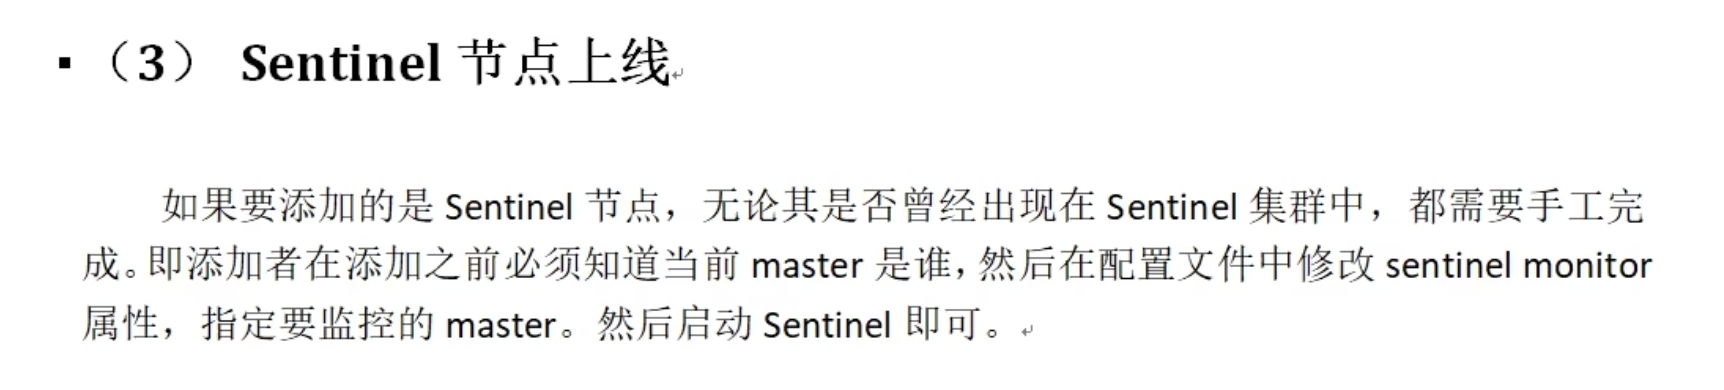 ▪ （3） Sentinel 节点上线↵
如果要添加的是 Sentinel 节点，无论其是否曾经出现在 Sentinel 集群中，都需要手工完
成。即添加者在添加之前必须知道当前 master 是谁，然后在配置文件中修改 sentinel monitor
属性，指定要监控的 master。然后启动 Sentinel 即可。↵